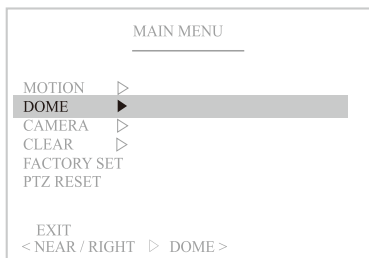 MAIN MENU
MOTION ▷
DOME ▶
CAMERA ▷
CLEAR ▷
FACTORY SET
PTZ RESET
EXIT
< NEAR / RIGHT ▷ DOME >